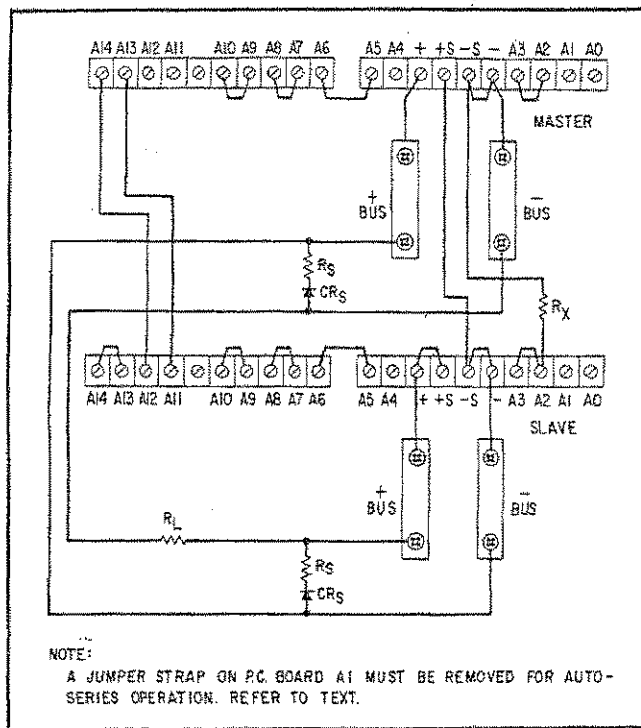 A14 A13 A12 A11 A10 A9 A8 A7 A6 A5 A4 + +S -S - A3 A2 A1 A0
MASTER
+
BUS
-
BUS
RS
CRS
RX
A14 A13 A12 A11 A10 A9 A8 A7 A6 A5 A4 + +S -S - A3 A2 A1 A0
SLAVE
+
BUS
-
BUS
RL
RS
CRS
NOTE:
A JUMPER STRAP ON P.C. BOARD A1 MUST BE REMOVED FOR AUTO-
SERIES OPERATION. REFER TO TEXT.